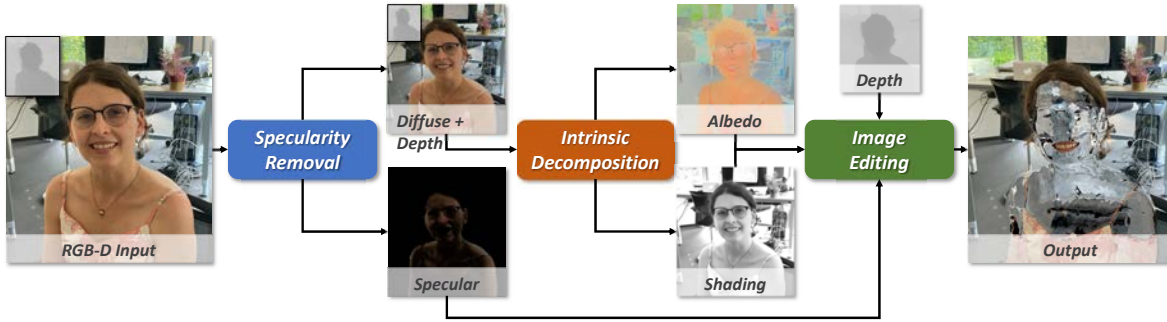 RGB-D Input
Specularity
Removal
Diffuse +
Depth
Specular
Intrinsic
Decomposition
Albedo
Shading
Depth
Image
Editing
Output